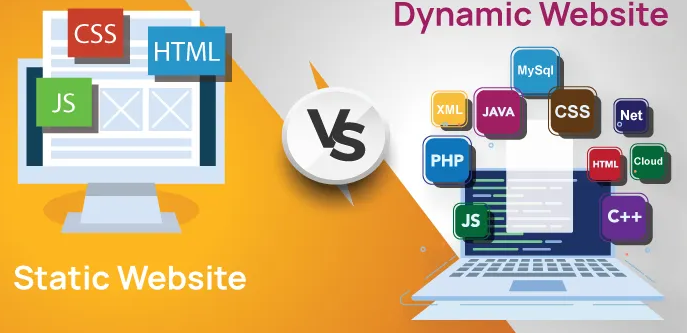 CSS
HTML
JS
Static Website
VS
Dynamic Website
MySql
XML
JAVA
CSS
Net
PHP
HTML
Cloud
JS
C++